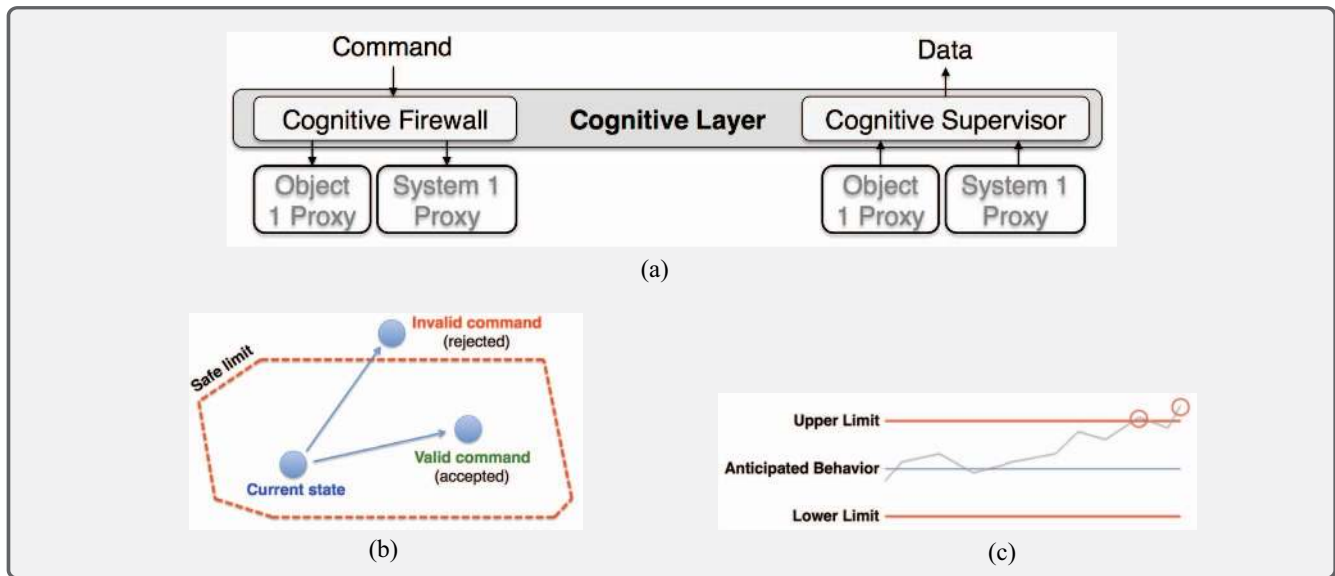 Command
Data
Cognitive Firewall
Cognitive Layer
Cognitive Supervisor
Object
1 Proxy
System 1
Proxy
Object
1 Proxy
System 1
Proxy
(a)
Safe limit
Invalid command
(rejected)
Valid command
(accepted)
Current state
(b)
Upper Limit
Anticipated Behavior
Lower Limit
(c)